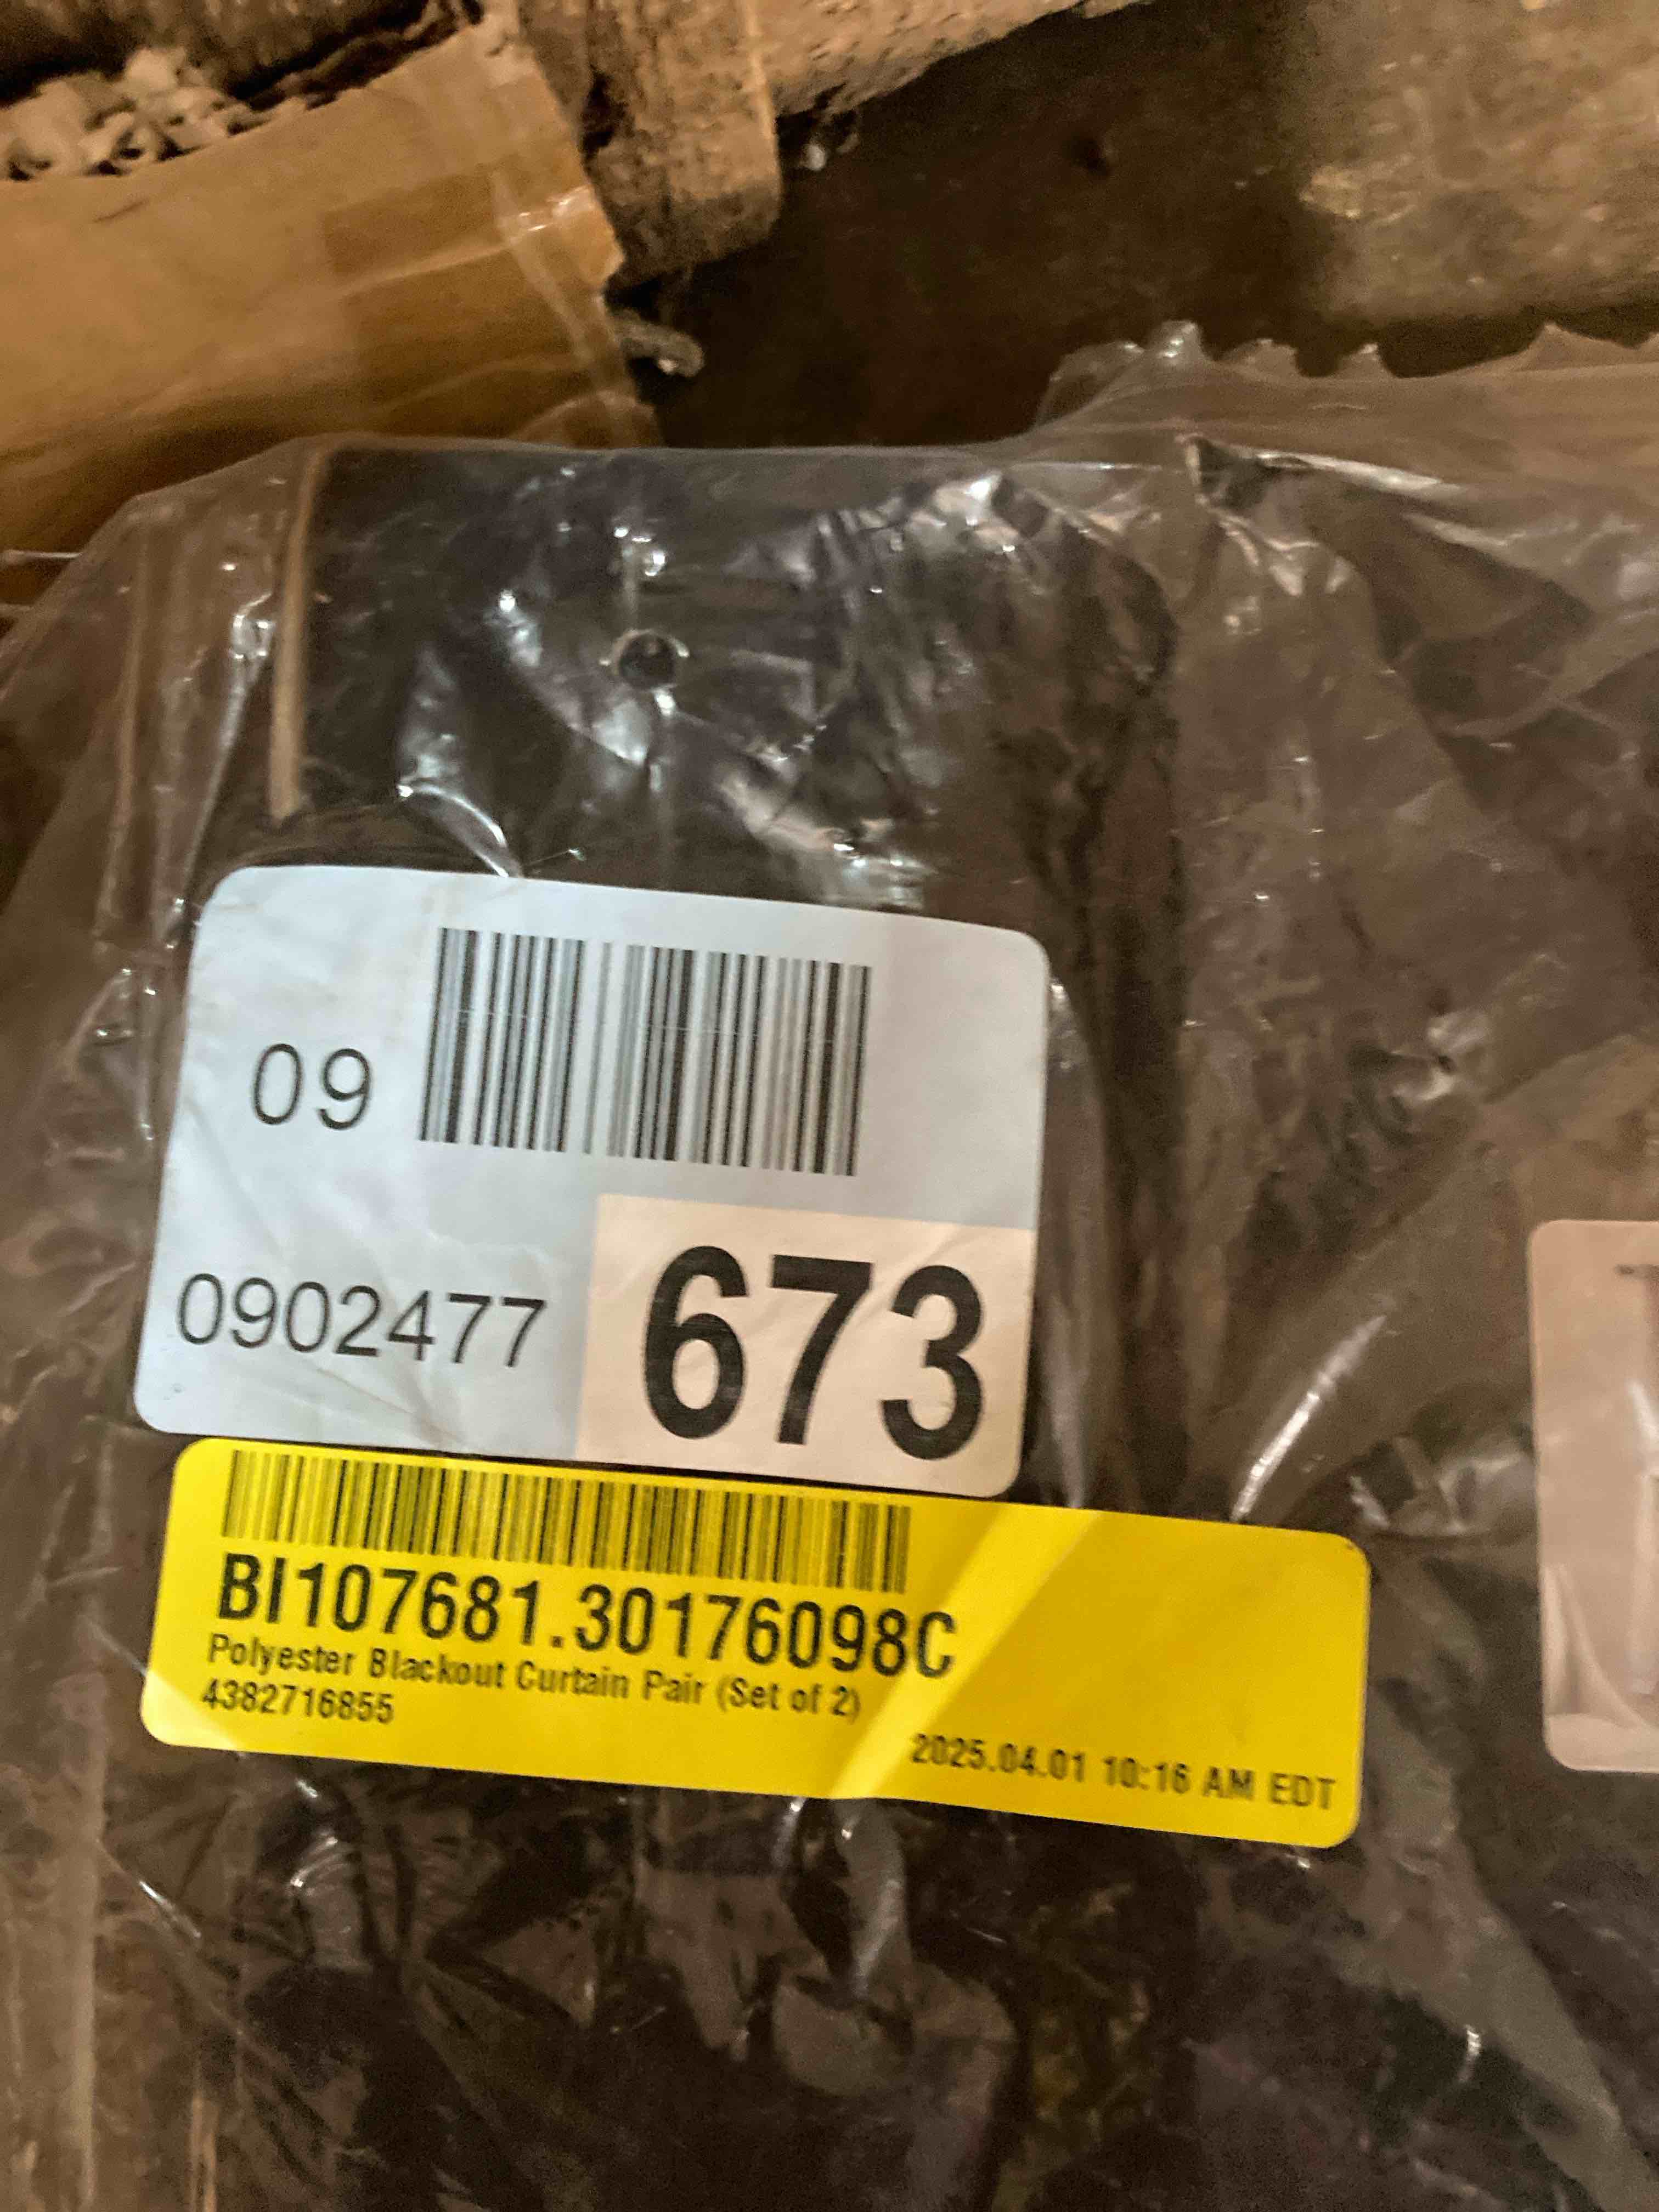 09
0902477 673
BI107681.30176098C
Polyester Blackout Curtain Pair (Set of 2)
4382716855
2025.04.01 10:16 AM EDT